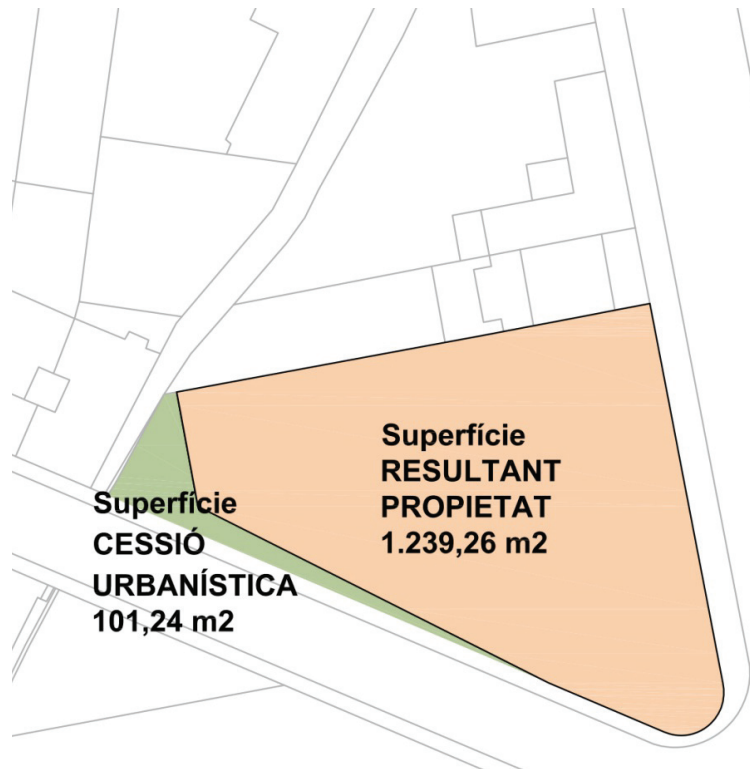 Superfície
RESULTANT
PROPIETAT
1.239,26 m2
Superfície
CESSIÓ
URBANÍSTICA
101,24 m2